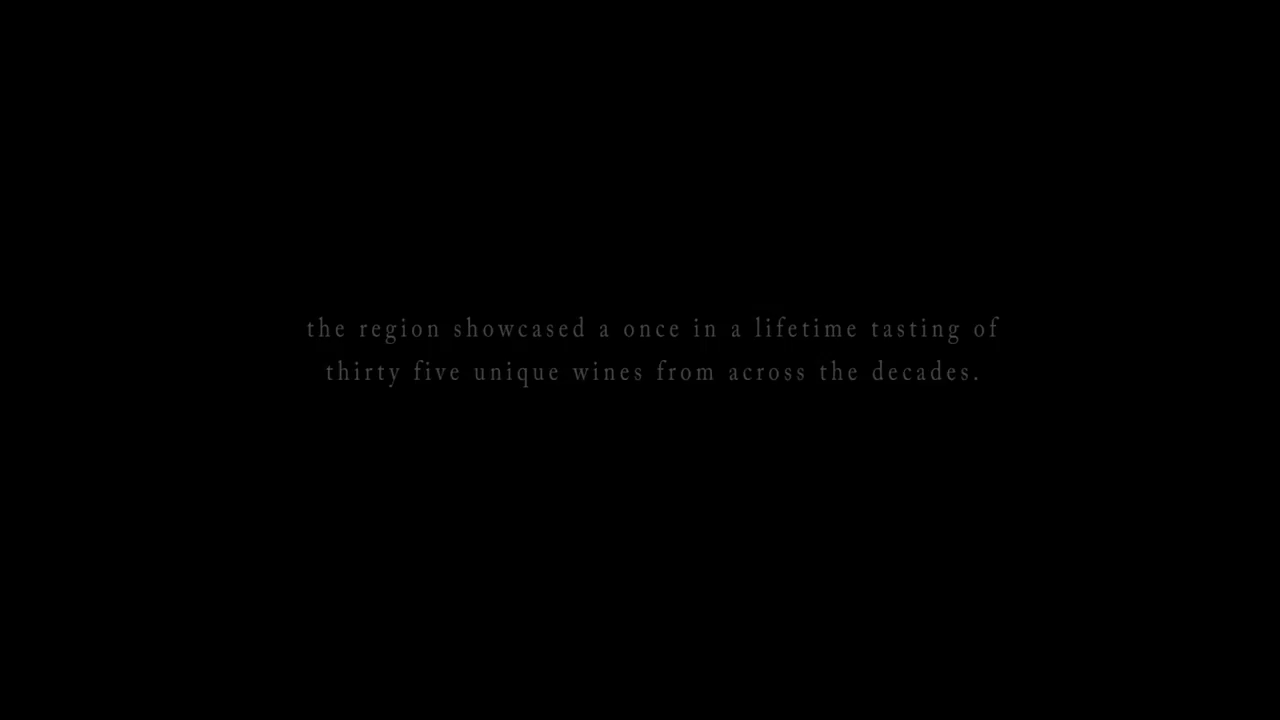 the region showcased a once in a lifetime tasting of
thirty five unique wines from across the decades.